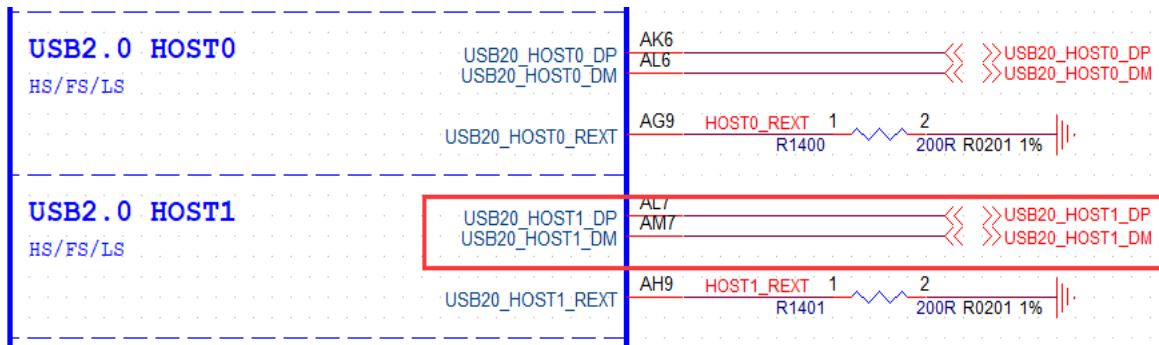 USB2.0 HOST0
HS/FS/LS
USB20_HOST0_DP AK6 USB20_HOST0_DP
USB20_HOST0_DM AL6 USB20_HOST0_DM
USB20_HOST0_REXT AG9 HOST0_REXT 1 2
R1400 200R R0201 1%
USB2.0 HOST1
HS/FS/LS
USB20_HOST1_DP AL7 USB20_HOST1_DP
USB20_HOST1_DM AM7 USB20_HOST1_DM
USB20_HOST1_REXT AH9 HOST1_REXT 1 2
R1401 200R R0201 1%